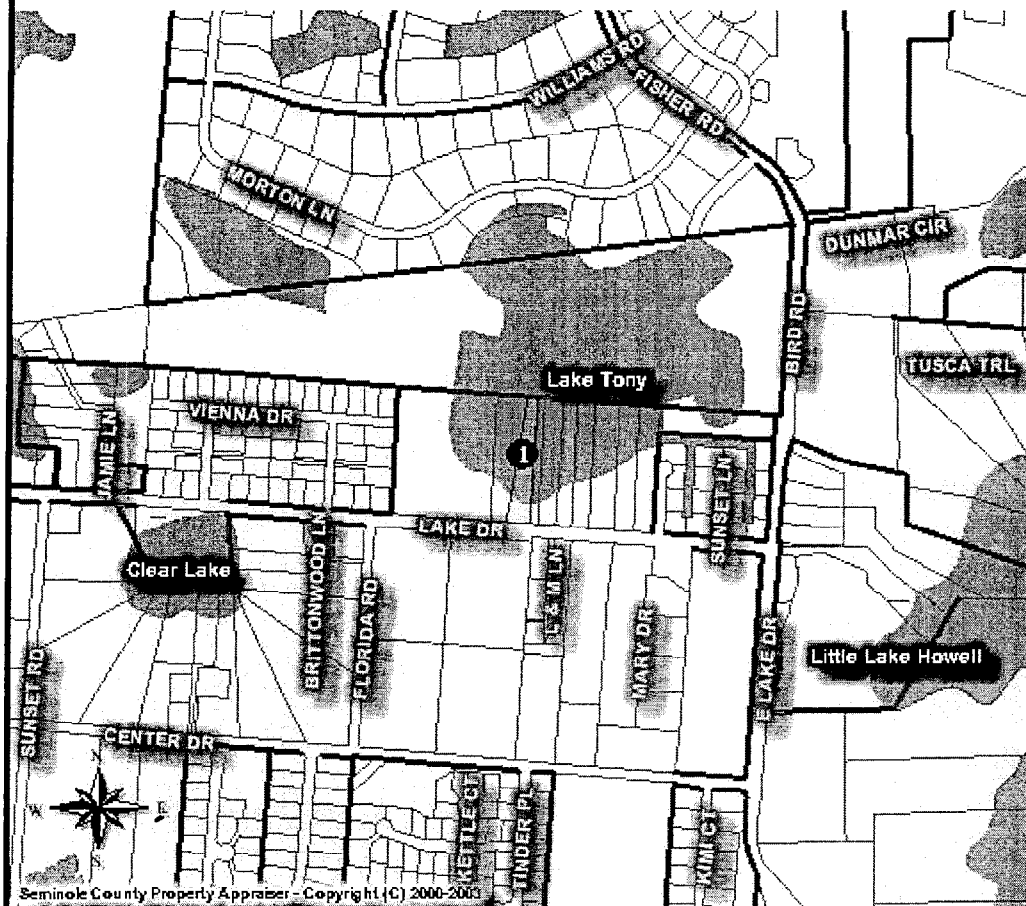 WILLIAMS RD
FISHER RD
MORTON LN
DUNMAR CIR
BIRD RD
TUSCA TRL
Lake Tony
VIENNA DR
JAMIE LN
1
SUNSET LN
LAKE DR
Clear Lake
BRITTONWOOD LN
FLORIDA RD
L & M LN
MARY DR
E LAKE DR
Little Lake Howell
SUNSET RD
CENTER DR
N
W
E
S
KETTLE CT
TINDER PL
KIMI CT
Seminole County Property Appraiser - Copyright (C) 2000-2003